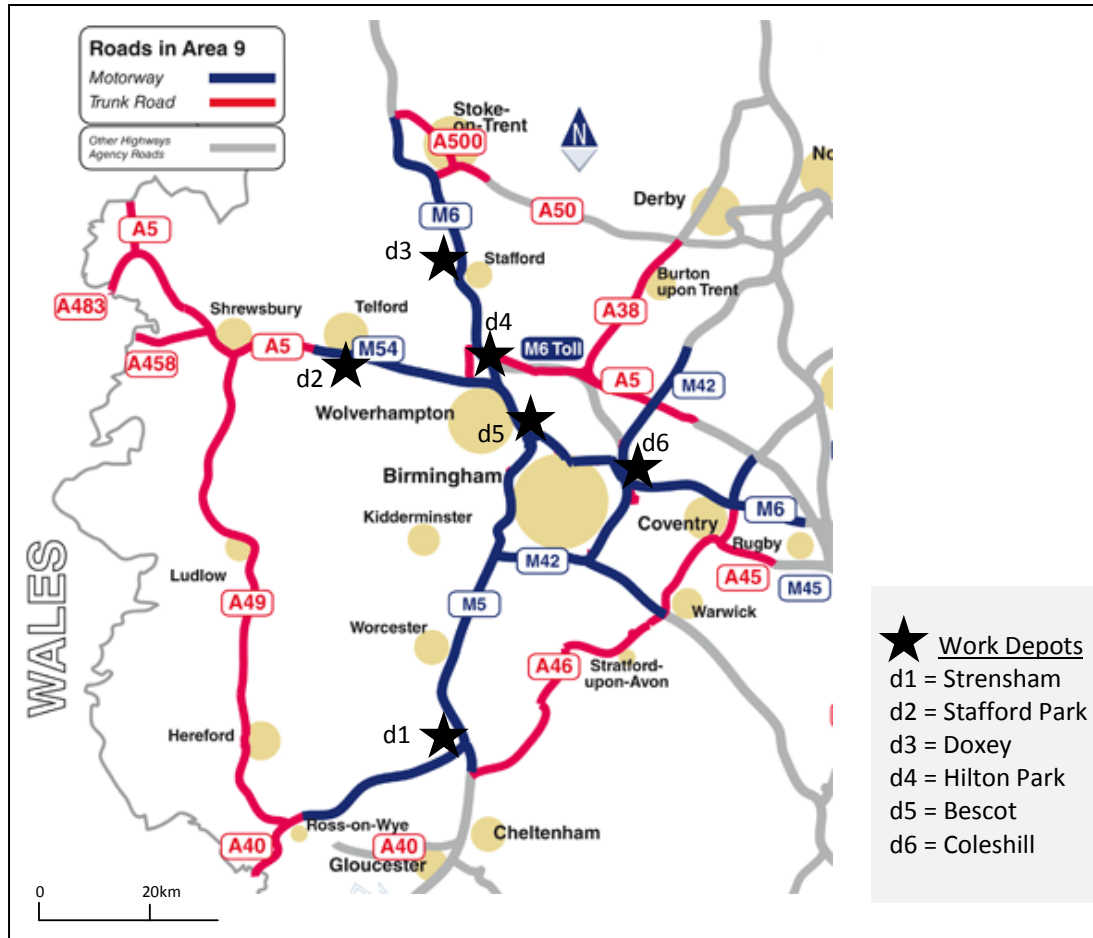 Roads in Area 9
Motorway
Trunk Road
Other Highways
Agency Roads
Stoke-
on-Trent
A500
N
No
Derby
A5
M6
A50
d3
Stafford
Burton
upon Trent
A483
Shrewsbury
Telford
A38
d4
A458
A5
M54
M6 Toll
d2
A5
M42
Wolverhampton
d5
d6
Birmingham
Kidderminster
Coventry
M6
Rugby
M42
A45
M45
Ludlow
A49
M5
Warwick
WALES
Worcester
A46
Stratford-
upon-Avon
Hereford
d1
Ross-on-Wye
Cheltenham
A40
A40
Gloucester
0
20km
Work Depots
d1 = Strensham
d2 = Stafford Park
d3 = Doxey
d4 = Hilton Park
d5 = Bescot
d6 = Coleshill